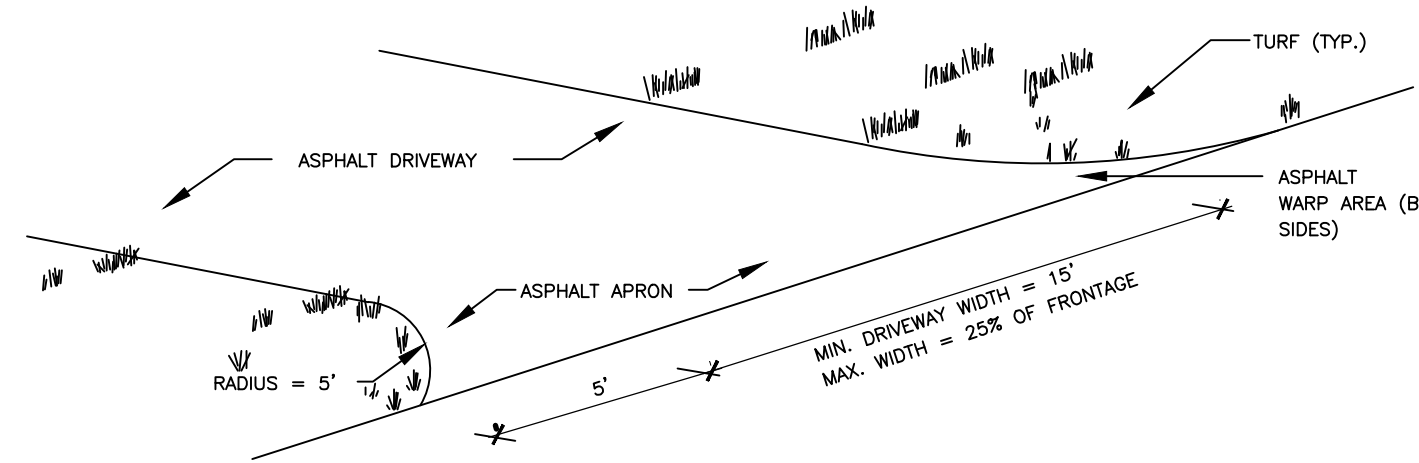 TURF (TYP.)
ASPHALT DRIVEWAY
ASPHALT
WARP AREA (B
SIDES)
ASPHALT APRON
MIN. DRIVEWAY WIDTH = 15'
MAX. WIDTH = 25% OF FRONTAGE
RADIUS = 5'
5'